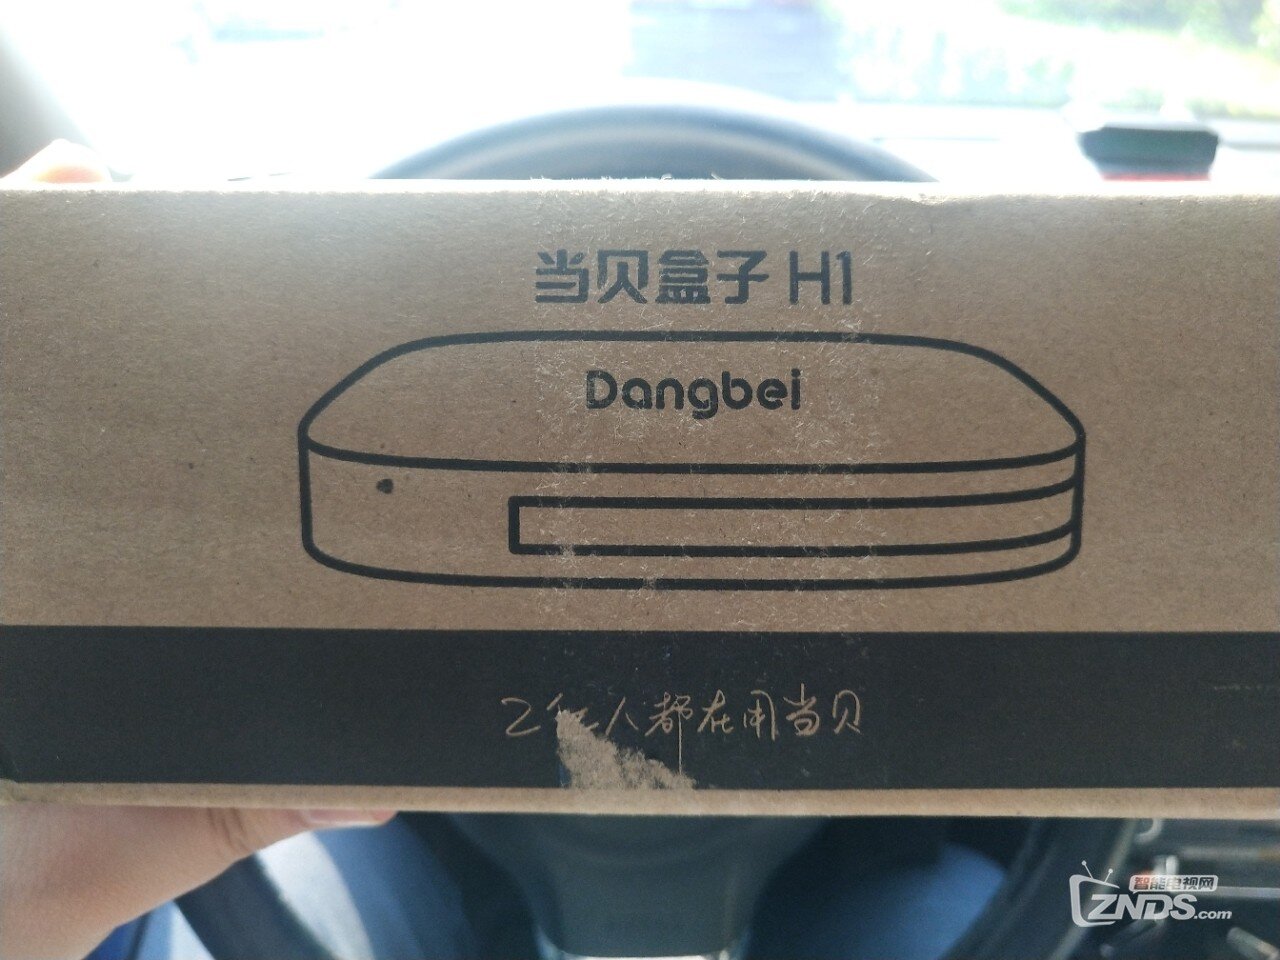 当贝盒子 H1
Dangbei
2亿人都在用当贝
智能电视网
ZNDS.com